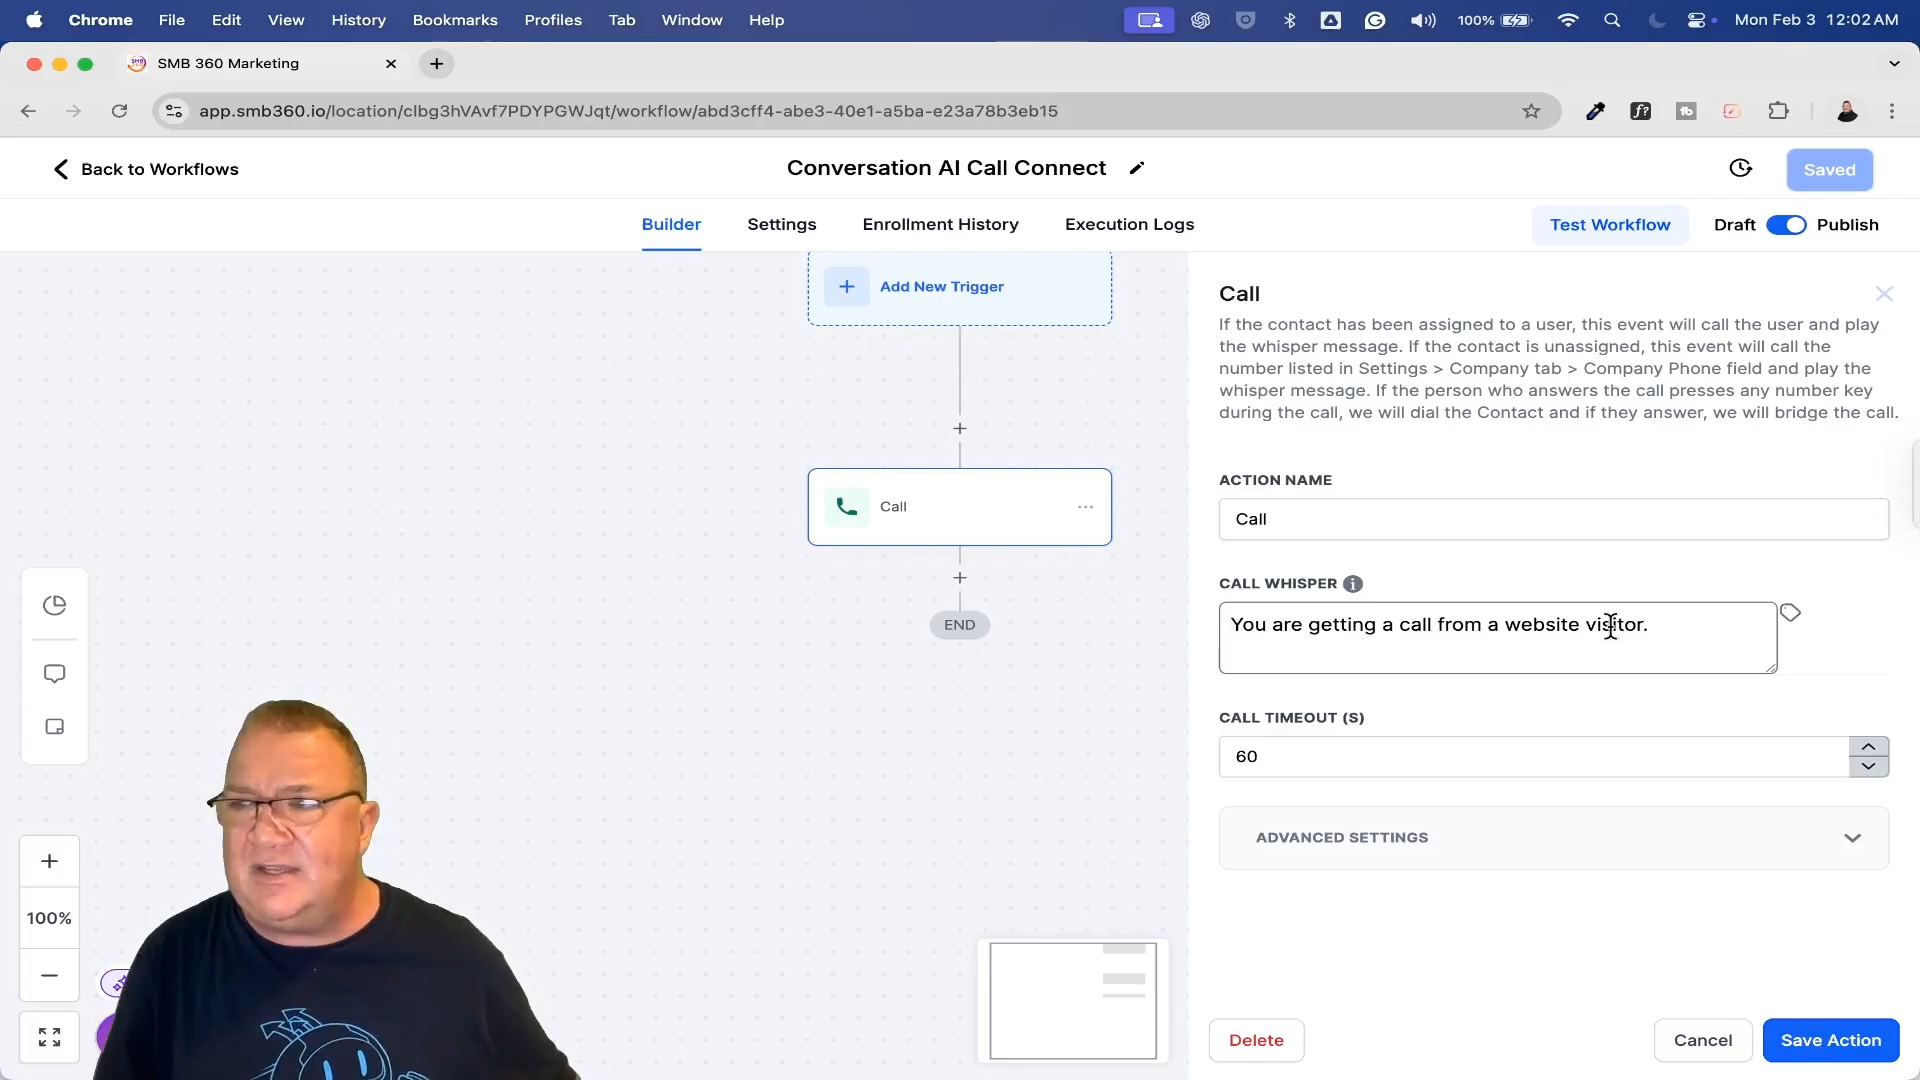 Chrome File Edit View History Bookmarks Profiles Tab Window Help 100% Mon Feb 3 12:02 AM
SMB 360 Marketing
app.smb360.io/location/clbg3hVAvf7PDYPGWJqt/workflow/abd3cff4-abe3-40e1-a5ba-e23a78b3eb15
Back to Workflows
Conversation AI Call Connect
Saved
Builder Settings Enrollment History Execution Logs
Test Workflow
Draft Publish
Add New Trigger
Call
END
100%
Call
If the contact has been assigned to a user, this event will call the user and play
the whisper message. If the contact is unassigned, this event will call the
number listed in Settings > Company tab > Company Phone field and play the
whisper message. If the person who answers the call presses any number key
during the call, we will dial the Contact and if they answer, we will bridge the call.
ACTION NAME
Call
CALL WHISPER
You are getting a call from a website visitor.
CALL TIMEOUT (S)
60
ADVANCED SETTINGS
Delete
Cancel
Save Action